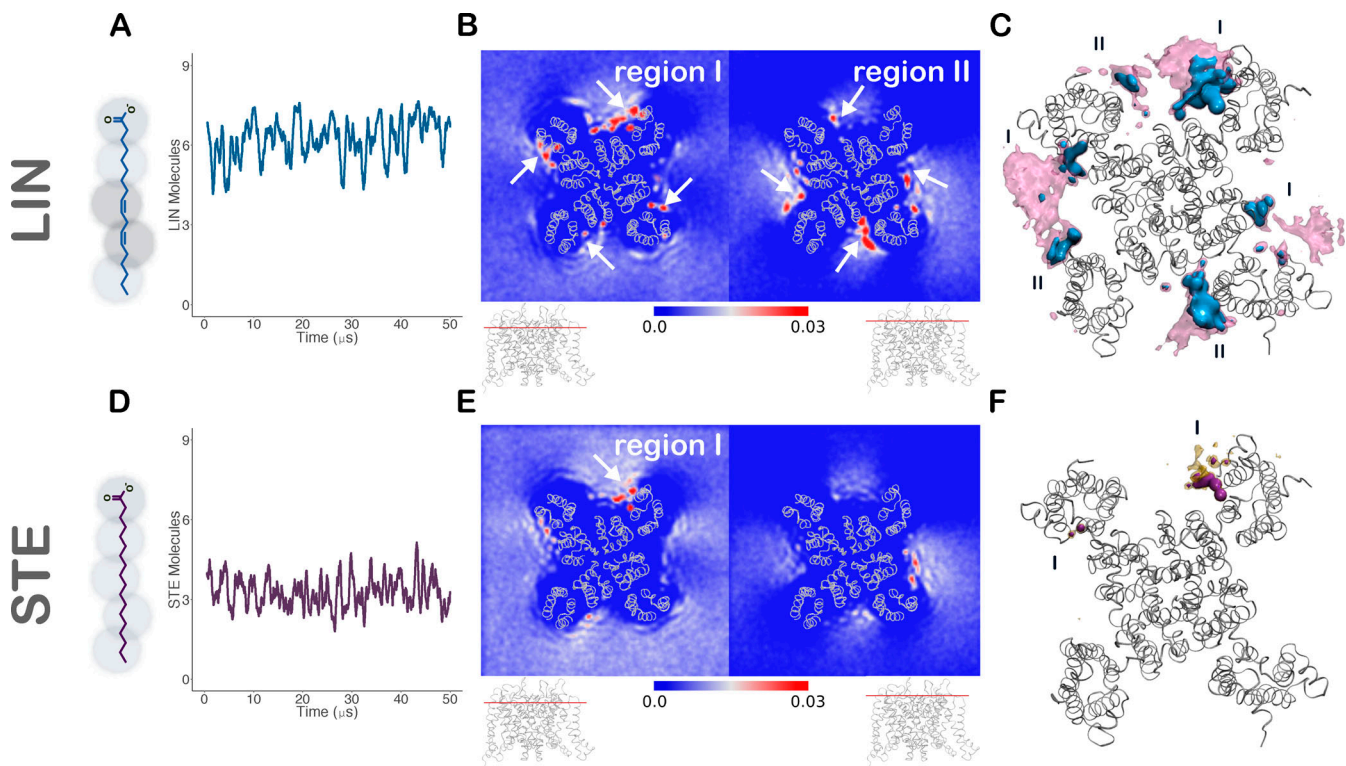 A
B
C
LIN
O
O-
LIN Molecules
9
6
3
0
0 10 20 30 40 50
Time (μs)
region I
region II
0.0
0.03
I
II
I
I
II
II
D
E
F
STE
O
O-
STE Molecules
9
6
3
0
0 10 20 30 40 50
Time (μs)
region I
0.0
0.03
I
I